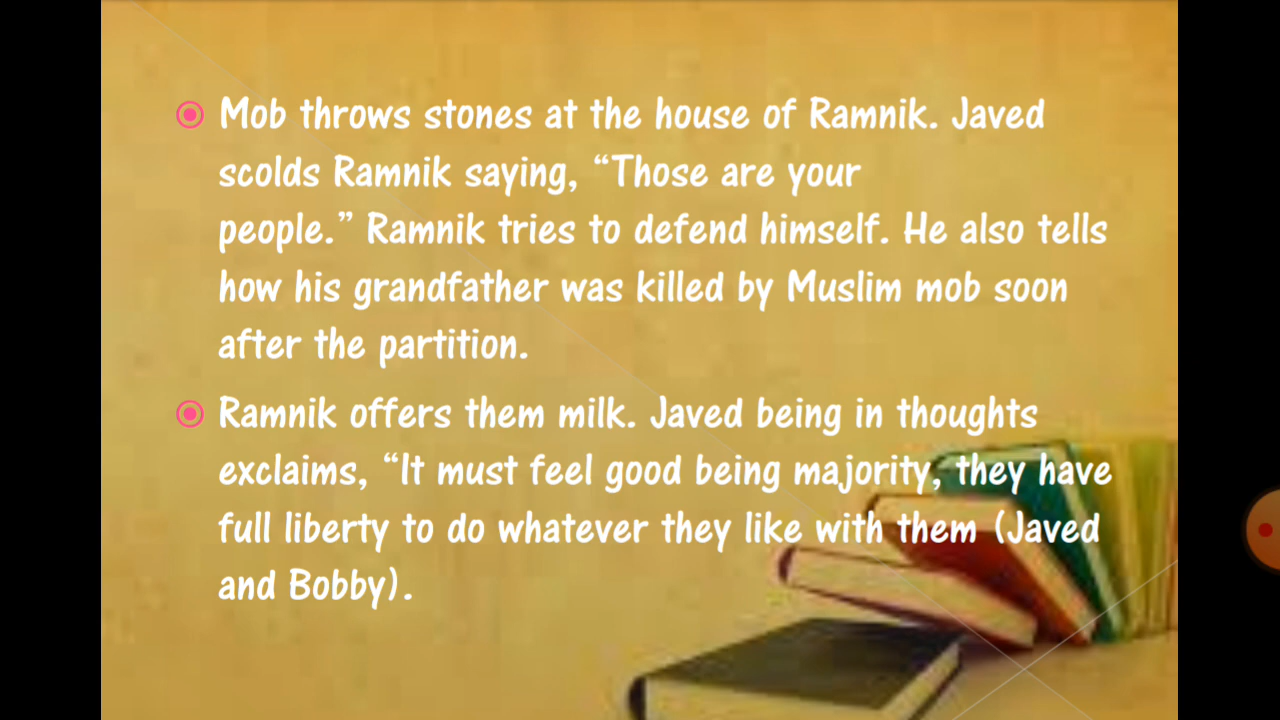 Mob throws stones at the house of Ramnik. Javed
scolds Ramnik saying, “Those are your
people.” Ramnik tries to defend himself. He also tells
how his grandfather was killed by Muslim mob soon
after the partition.
Ramnik offers them milk. Javed being in thoughts
exclaims, “It must feel good being majority, they have
full liberty to do whatever they like with them (Javed
and Bobby).